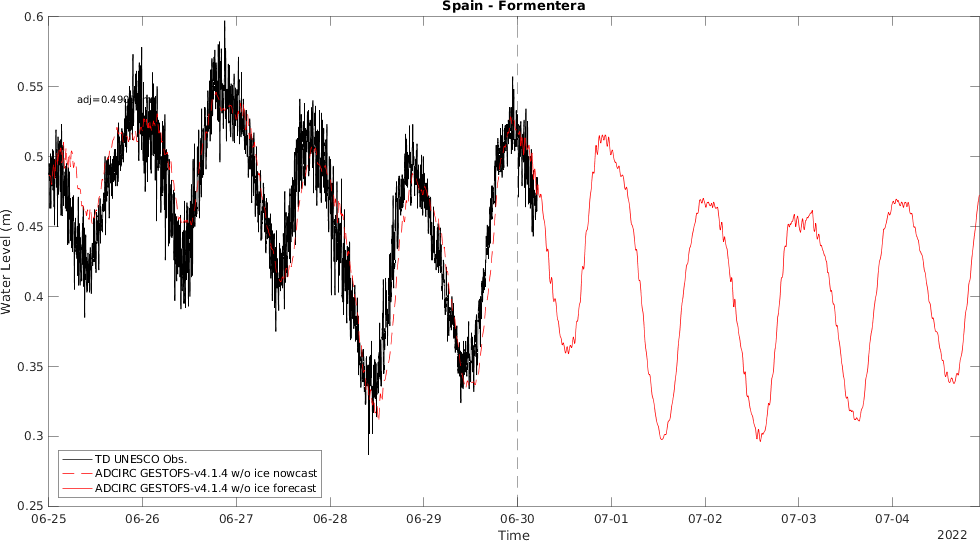 Spain - Formentera
0.6
0.55
adj=0.490
0.5
0.45
Water Level (m)
0.4
0.35
0.3
TD UNESCO Obs.
ADCIRC GESTOFS-v4.1.4 w/o ice nowcast
ADCIRC GESTOFS-v4.1.4 w/o ice forecast
0.25
06-25 06-26 06-27 06-28 06-29 06-30 07-01 07-02 07-03 07-04
Time
2022